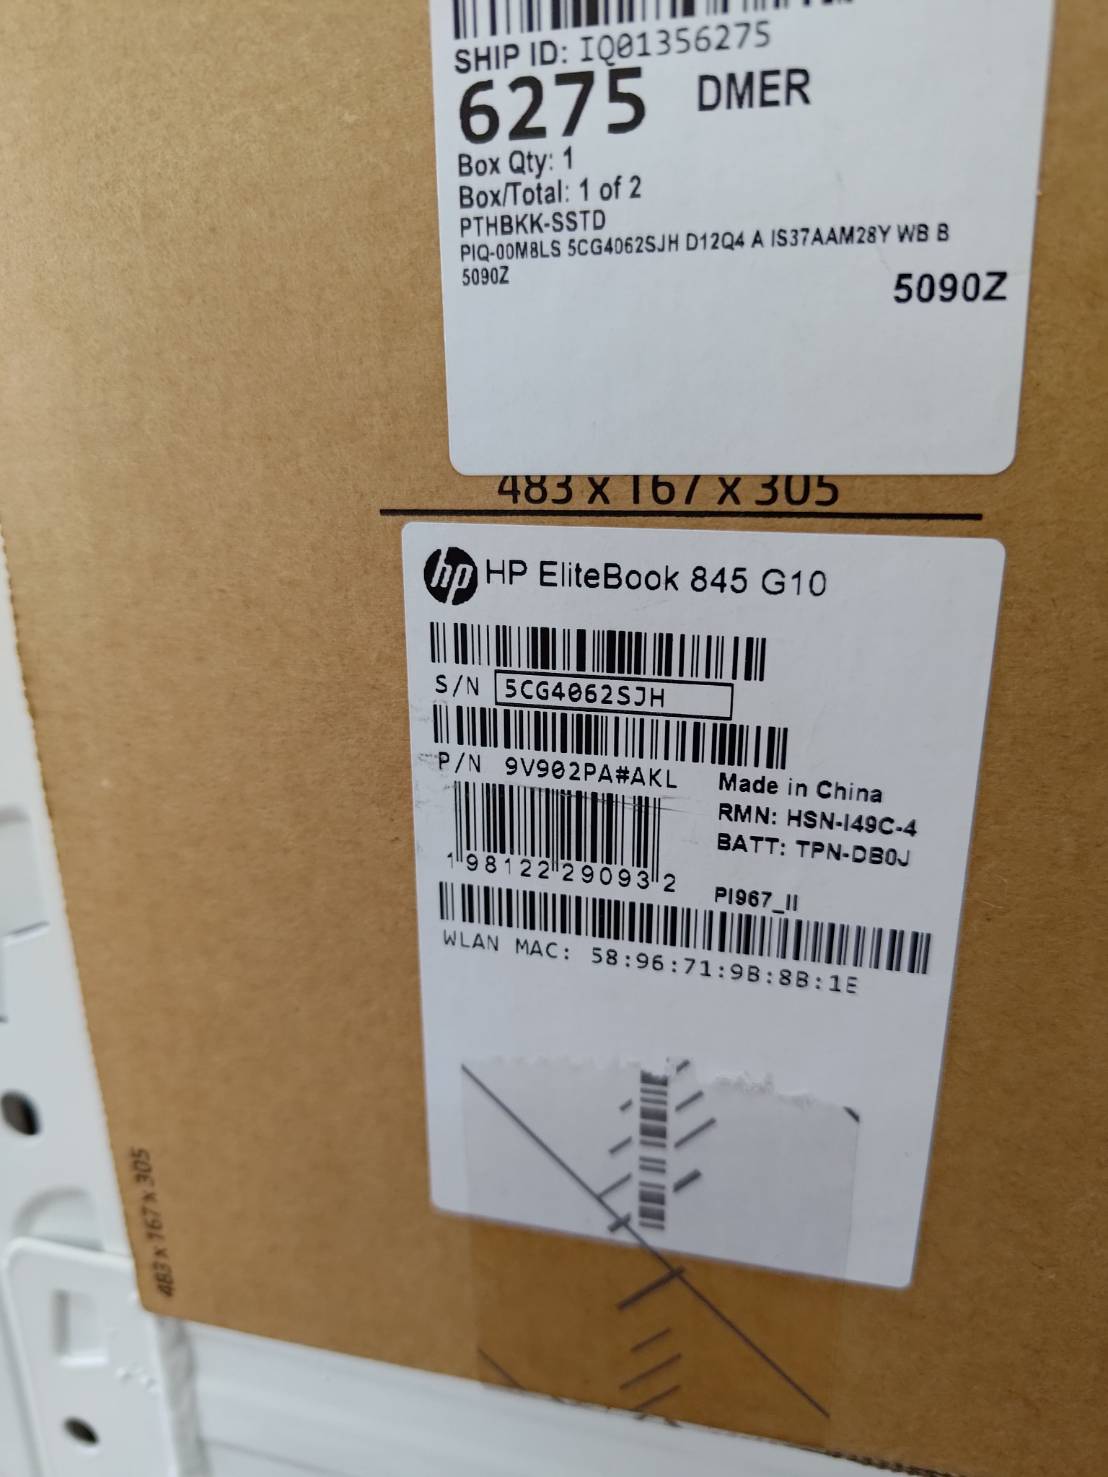 SHIP ID: IQ01356275
6275 DMER
Box Qty: 1
Box/Total: 1 of 2
PTHBKK-SSTD
PIQ-00M8LS 5CG4062SJH D12Q4 A IS37AAM28Y WB B
5090Z
5090Z
483 x 167 x 305
hp HP EliteBook 845 G10
S/N 5CG4062SJH
P/N 9V902PA#AKL
Made in China
RMN: HSN-I49C-4
BATT: TPN-DB0J
1 98122 29093 2
PI967_II
WLAN MAC: 58:96:71:9B:8B:1E
483 x 167 x 305